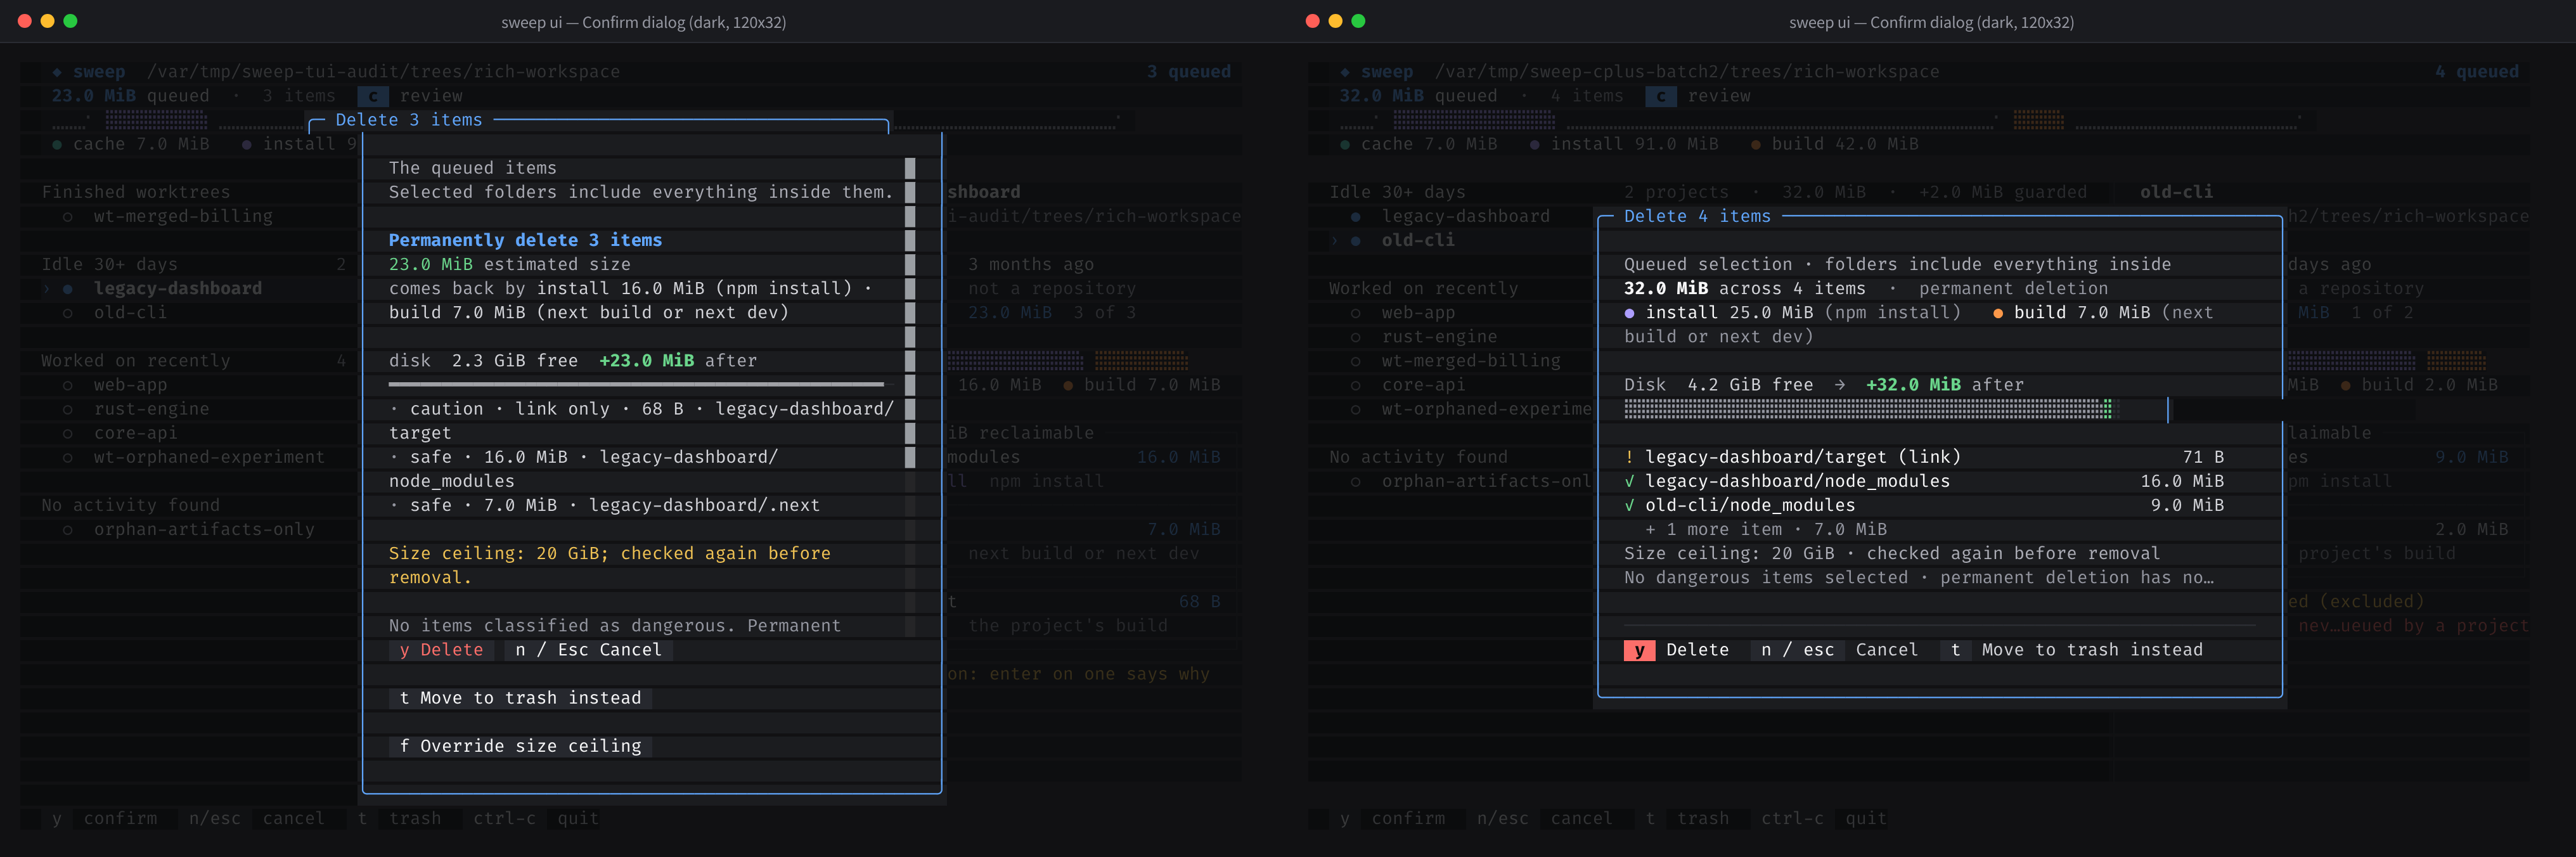 sweep ui — Confirm dialog (dark, 120x32)
◆ sweep /var/tmp/sweep-tui-audit/trees/rich-workspace 3 queued
23.0 MiB queued · 3 items c review
Delete 3 items
● cache 7.0 MiB ● install 9
The queued items
Finished worktrees Selected folders include everything inside them. shboard
○ wt-merged-billing i-audit/trees/rich-workspace
Permanently delete 3 items
Idle 30+ days 2 23.0 MiB estimated size 3 months ago
› ● legacy-dashboard comes back by install 16.0 MiB (npm install) · not a repository
○ old-cli build 7.0 MiB (next build or next dev) 23.0 MiB 3 of 3
Worked on recently 4 disk 2.3 GiB free +23.0 MiB after
○ web-app 16.0 MiB ● build 7.0 MiB
○ rust-engine · caution · link only · 68 B · legacy-dashboard/
○ core-api target iB reclaimable
○ wt-orphaned-experiment · safe · 16.0 MiB · legacy-dashboard/ modules 16.0 MiB
node_modules ll npm install
No activity found · safe · 7.0 MiB · legacy-dashboard/.next
○ orphan-artifacts-only 7.0 MiB
Size ceiling: 20 GiB; checked again before next build or next dev
removal.
t 68 B
No items classified as dangerous. Permanent the project's build
y Delete n / Esc Cancel
on: enter on one says why
t Move to trash instead
f Override size ceiling
y confirm n/esc cancel t trash ctrl-c quit
sweep ui — Confirm dialog (dark, 120x32)
◆ sweep /var/tmp/sweep-cplus-batch2/trees/rich-workspace 4 queued
32.0 MiB queued · 4 items c review
● cache 7.0 MiB ● install 91.0 MiB ● build 42.0 MiB
Idle 30+ days 2 projects · 32.0 MiB · +2.0 MiB guarded old-cli
● legacy-dashboard Delete 4 items h2/trees/rich-workspace
› ● old-cli
Queued selection · folders include everything inside days ago
Worked on recently 32.0 MiB across 4 items · permanent deletion a repository
○ web-app ● install 25.0 MiB (npm install) ● build 7.0 MiB (next MiB 1 of 2
○ rust-engine build or next dev)
○ wt-merged-billing
○ core-api Disk 4.2 GiB free → +32.0 MiB after MiB ● build 2.0 MiB
○ wt-orphaned-experime
laimable
No activity found ! legacy-dashboard/target (link) 71 B es 9.0 MiB
○ orphan-artifacts-onl √ legacy-dashboard/node_modules 16.0 MiB pm install
√ old-cli/node_modules 9.0 MiB
+ 1 more item · 7.0 MiB 2.0 MiB
Size ceiling: 20 GiB · checked again before removal project's build
No dangerous items selected · permanent deletion has no…
ed (excluded)
nev…ueued by a project
y Delete n / esc Cancel t Move to trash instead
y confirm n/esc cancel t trash ctrl-c quit